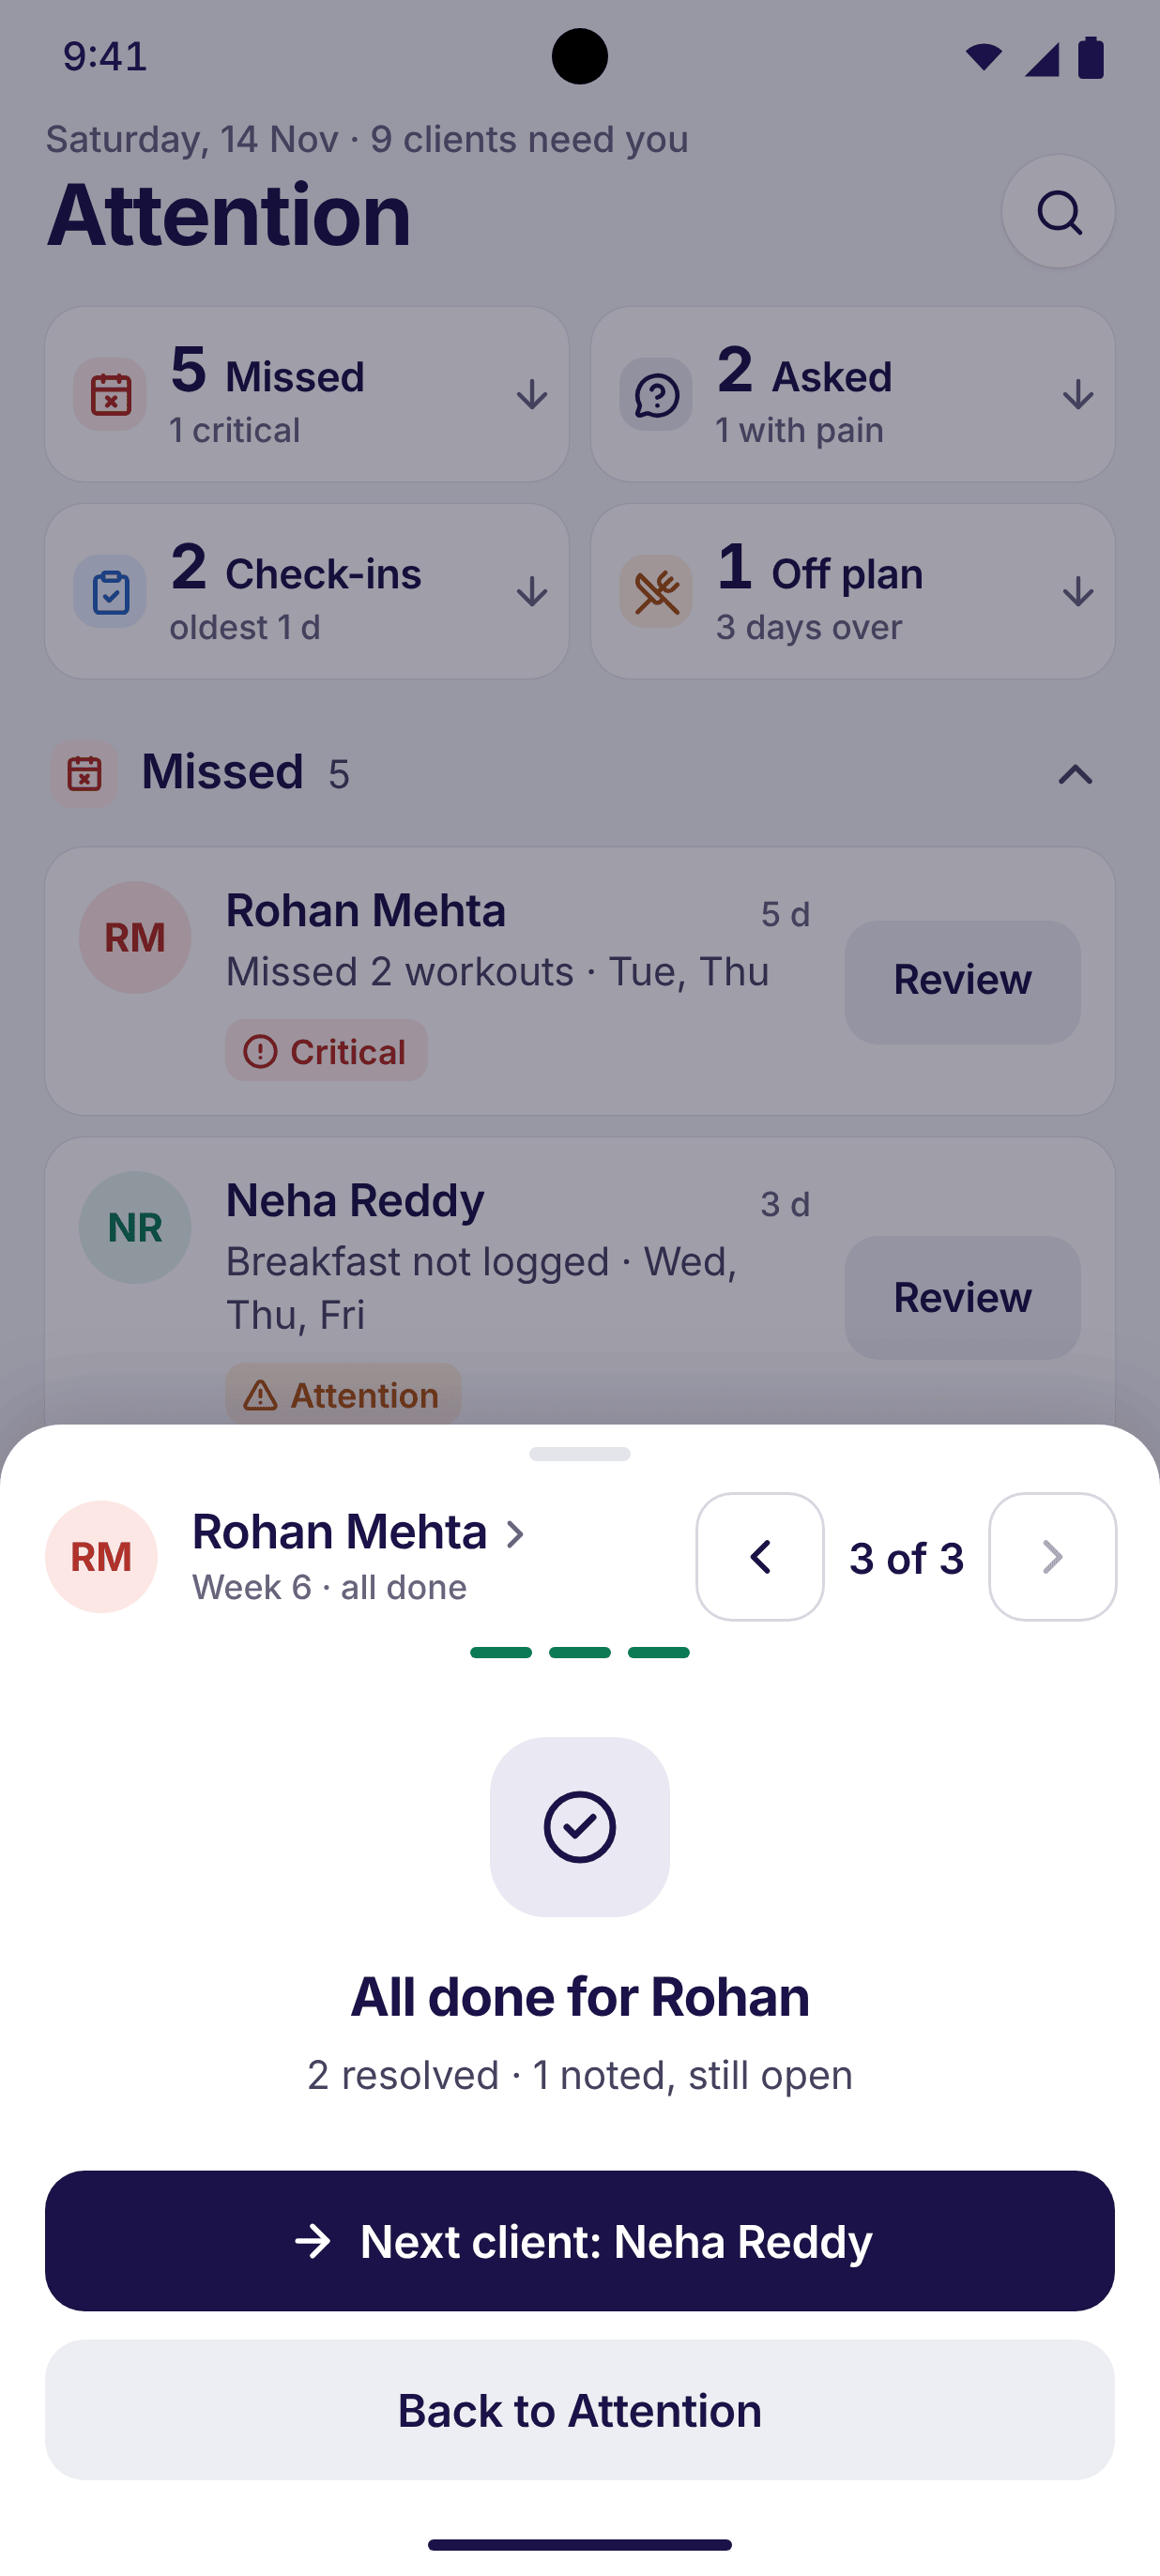 9:41
Saturday, 14 Nov · 9 clients need you
Attention
5 Missed
1 critical
2 Asked
1 with pain
2 Check-ins
oldest 1 d
1 Off plan
3 days over
Missed 5
RM
Rohan Mehta
5 d
Missed 2 workouts · Tue, Thu
Review
Critical
NR
Neha Reddy
3 d
Breakfast not logged · Wed,
Thu, Fri
Review
Attention
RM
Rohan Mehta
Week 6 · all done
3 of 3
All done for Rohan
2 resolved · 1 noted, still open
Next client: Neha Reddy
Back to Attention